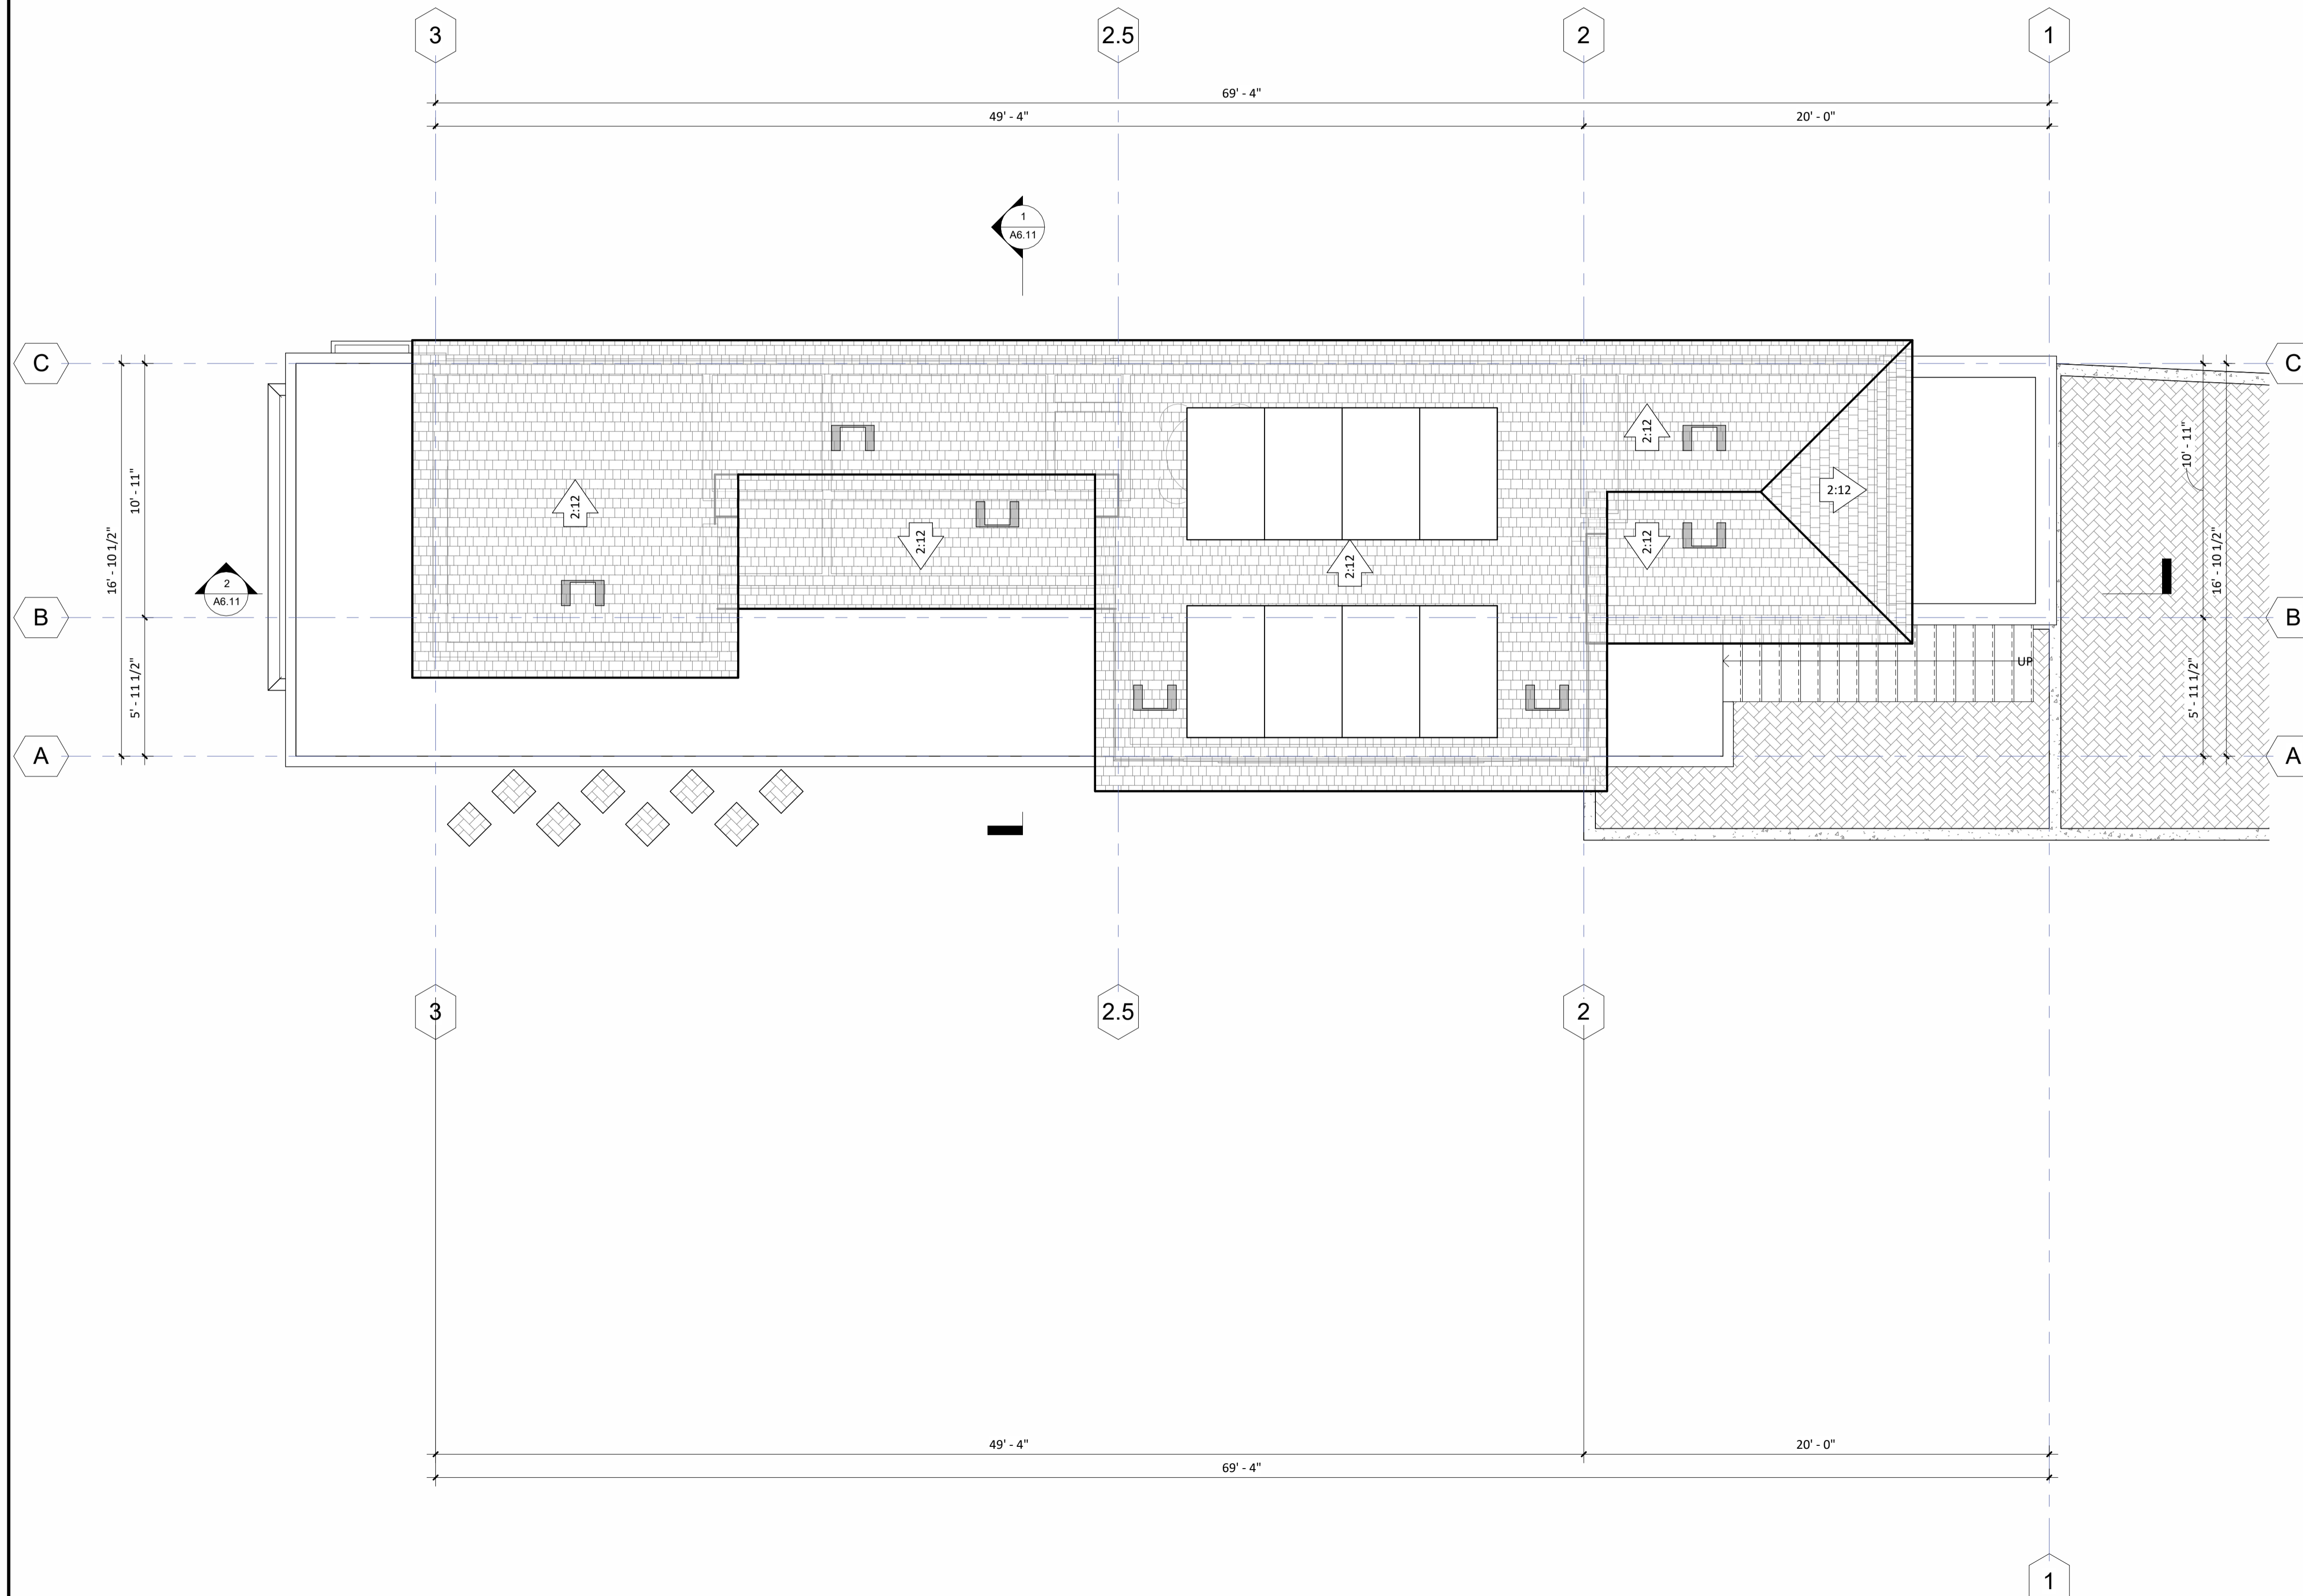 3
2.5
2
1
69' - 4"
49' - 4"
20' - 0"
1
A6.11
C
C
10' - 11"
16' - 10 1/2"
5' - 11 1/2"
2
A6.11
B
A
2:12
2:12
2:12
2:12
2:12
2:12
UP
10' - 11"
16' - 10 1/2"
5' - 11 1/2"
B
A
3
2.5
2
49' - 4"
20' - 0"
69' - 4"
1